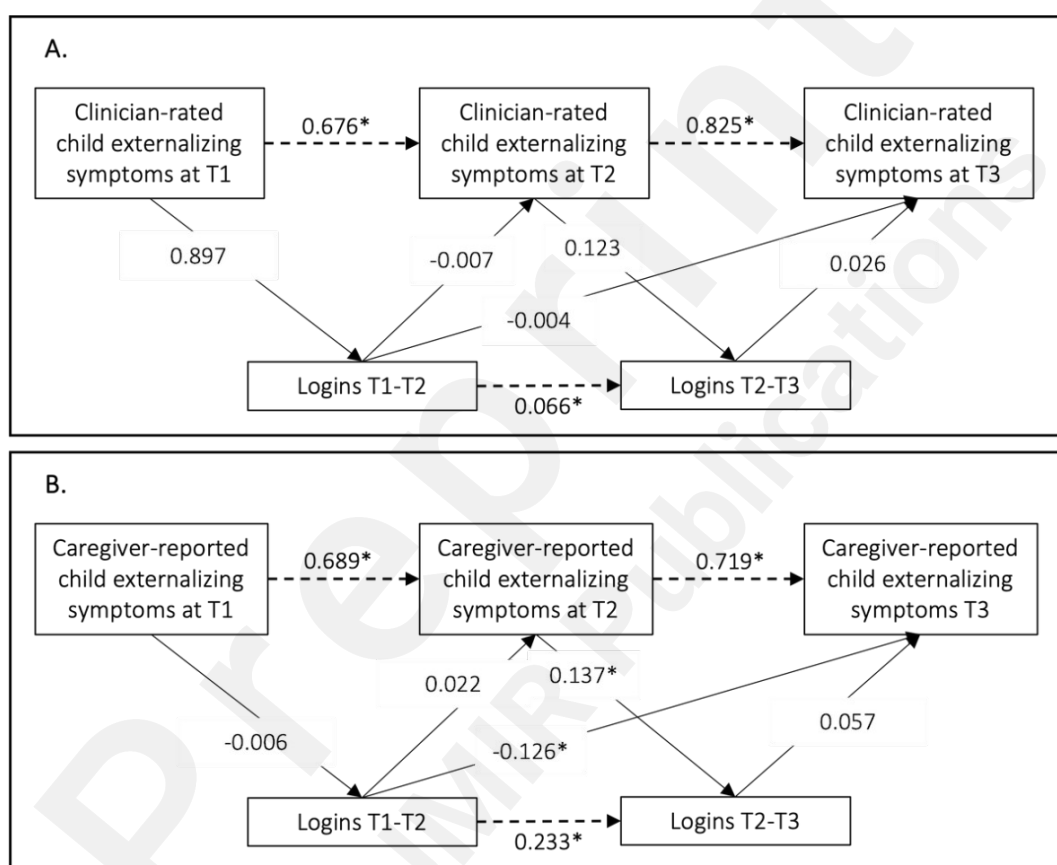 A.
Clinician-rated
child externalizing
symptoms at T1
0.676*
Clinician-rated
child externalizing
symptoms at T2
0.825*
Clinician-rated
child externalizing
symptoms at T3
0.897
-0.007
0.123
-0.004
0.026
Logins T1-T2
0.066*
Logins T2-T3
B.
Caregiver-reported
child externalizing
symptoms at T1
0.689*
Caregiver-reported
child externalizing
symptoms at T2
0.719*
Caregiver-reported
child externalizing
symptoms T3
-0.006
0.022
0.137*
-0.126*
0.057
Logins T1-T2
0.233*
Logins T2-T3
Preprint
JMIR Publications